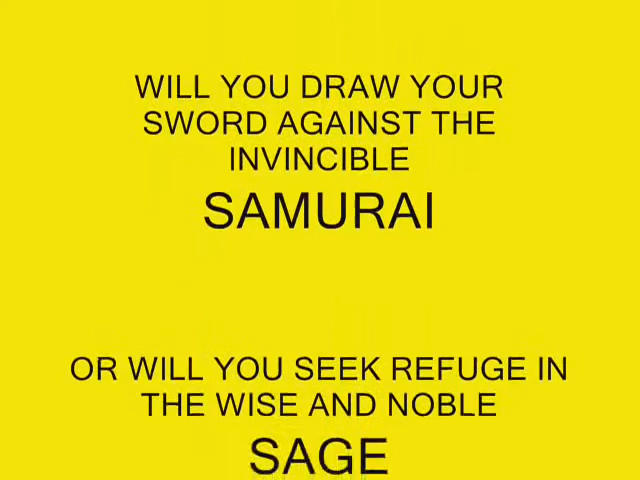 WILL YOU DRAW YOUR
SWORD AGAINST THE
INVINCIBLE
SAMURAI
OR WILL YOU SEEK REFUGE IN
THE WISE AND NOBLE
SAGE